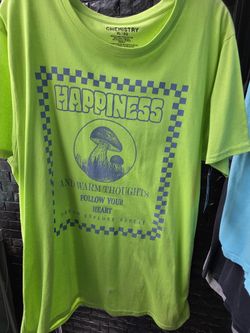 CHEMISTRY
HAPPINESS
AND WARM THOUGHTS
FOLLOW YOUR
HEART